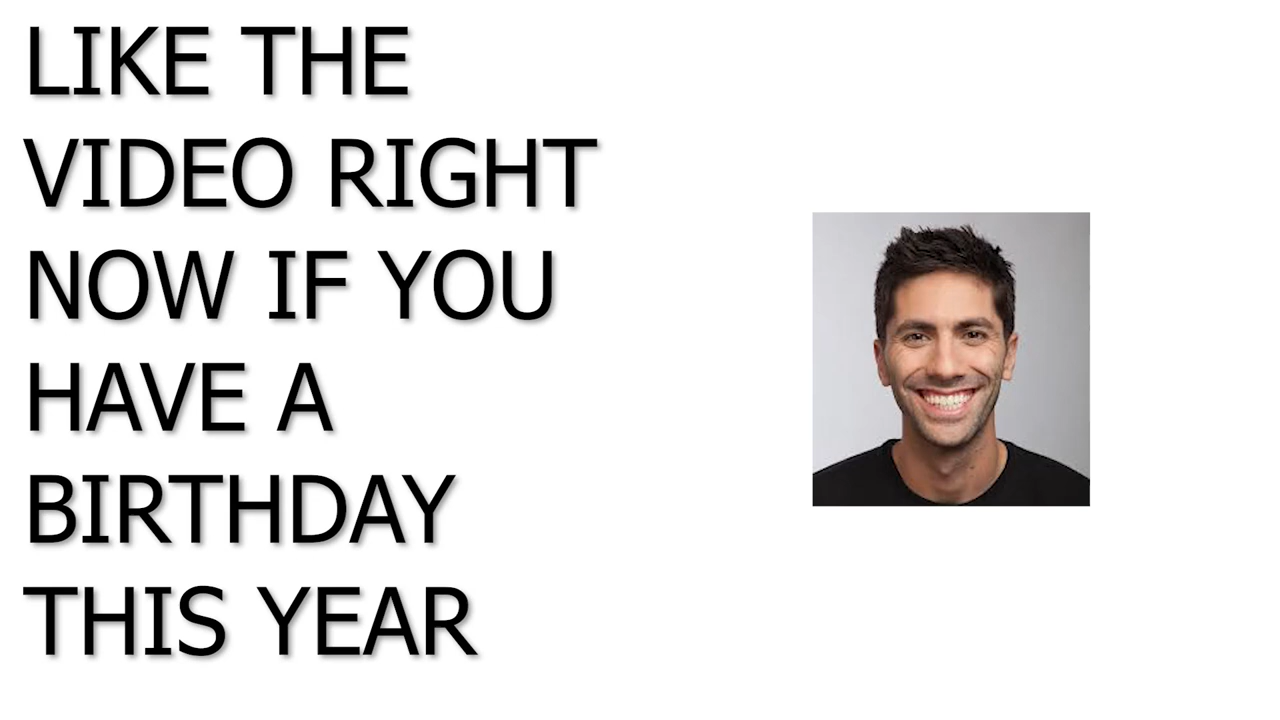 LIKE THE
VIDEO RIGHT
NOW IF YOU
HAVE A
BIRTHDAY
THIS YEAR